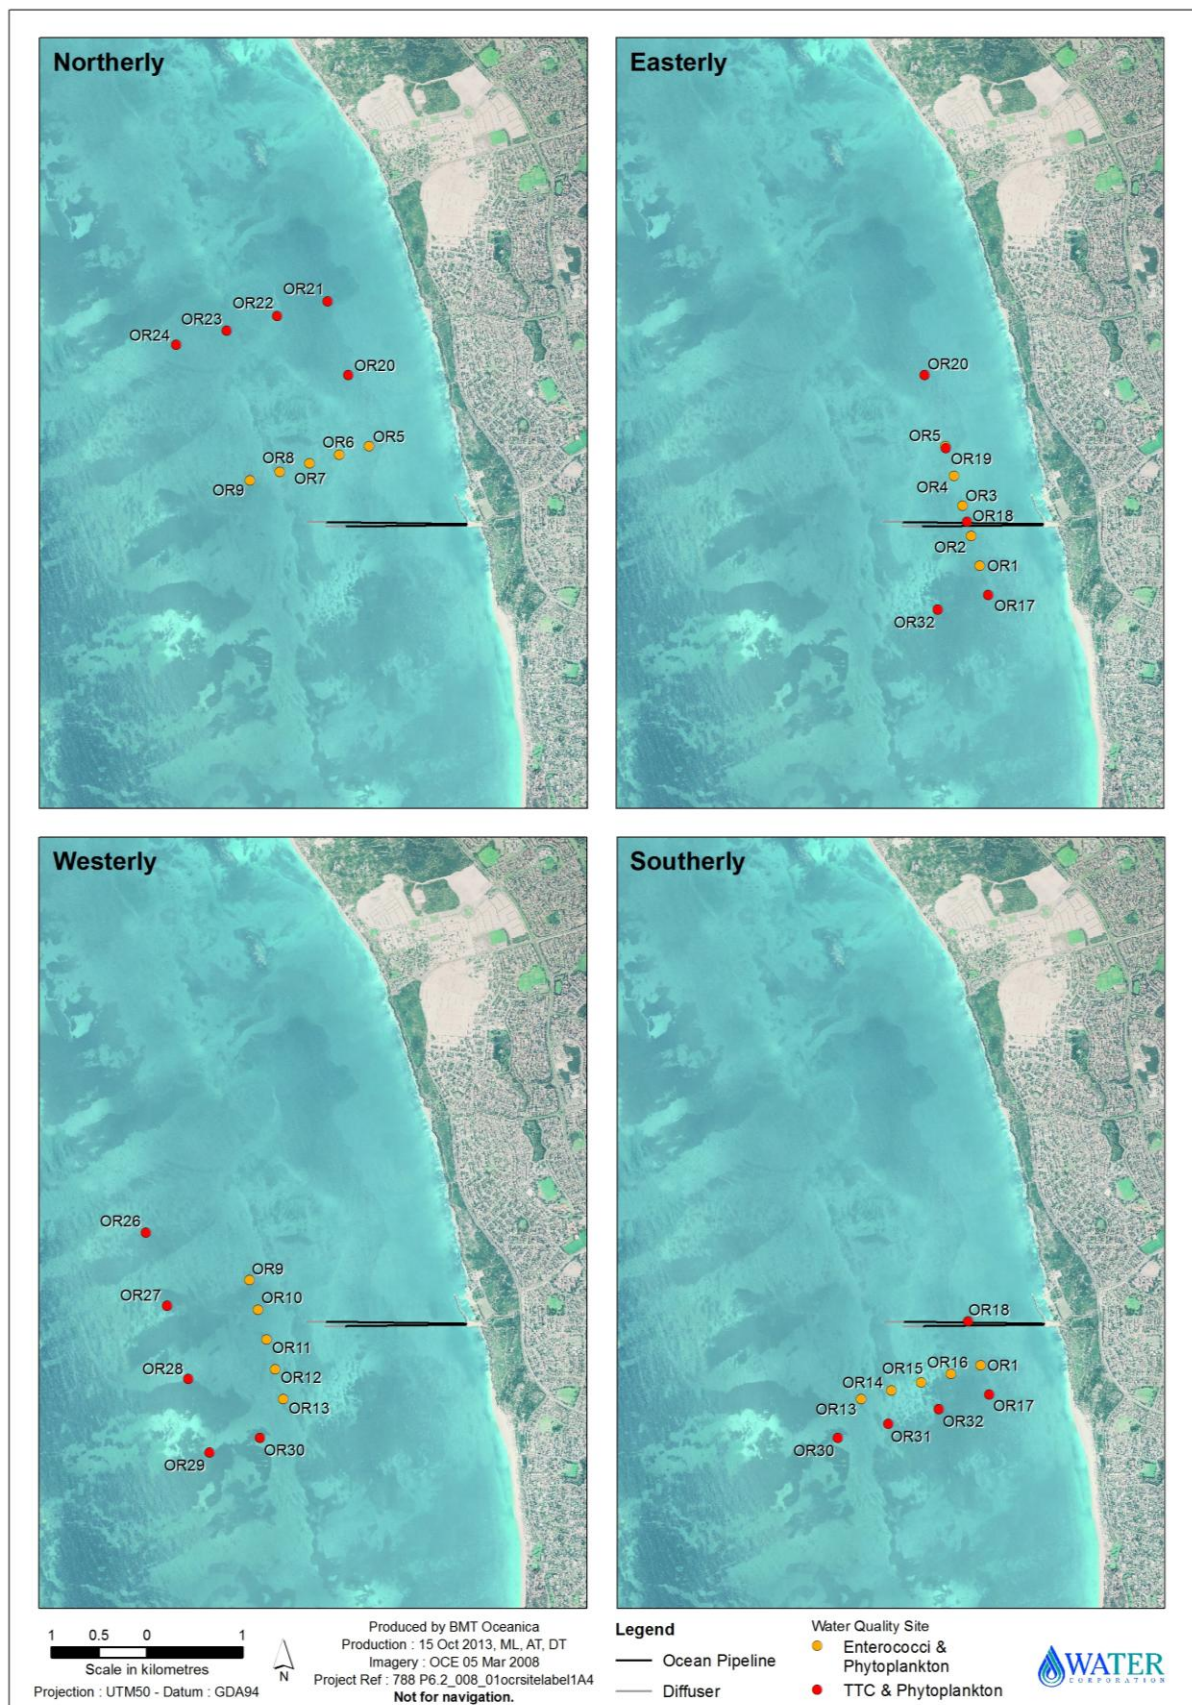 Northerly
OR21
OR22
OR23
OR24
OR20
OR5
OR6
OR8
OR7
OR9
Easterly
OR20
OR5
OR19
OR4
OR3
OR18
OR2
OR1
OR17
OR32
Westerly
OR26
OR9
OR27
OR10
OR11
OR28
OR12
OR13
OR30
OR29
Southerly
OR18
OR16
OR1
OR15
OR14
OR13
OR17
OR32
OR31
OR30
1 0.5 0 1
Scale in kilometres
Projection : UTM50 - Datum : GDA94
N
Produced by BMT Oceanica
Production : 15 Oct 2013, ML, AT, DT
Imagery : OCE 05 Mar 2008
Project Ref : 788 P6.2_008_01ocrsitelabel1A4
Not for navigation.
Legend
Ocean Pipeline
Diffuser
Water Quality Site
Enterococi &
Phytoplankton
TTC & Phytoplankton
WATER
CORPORATION